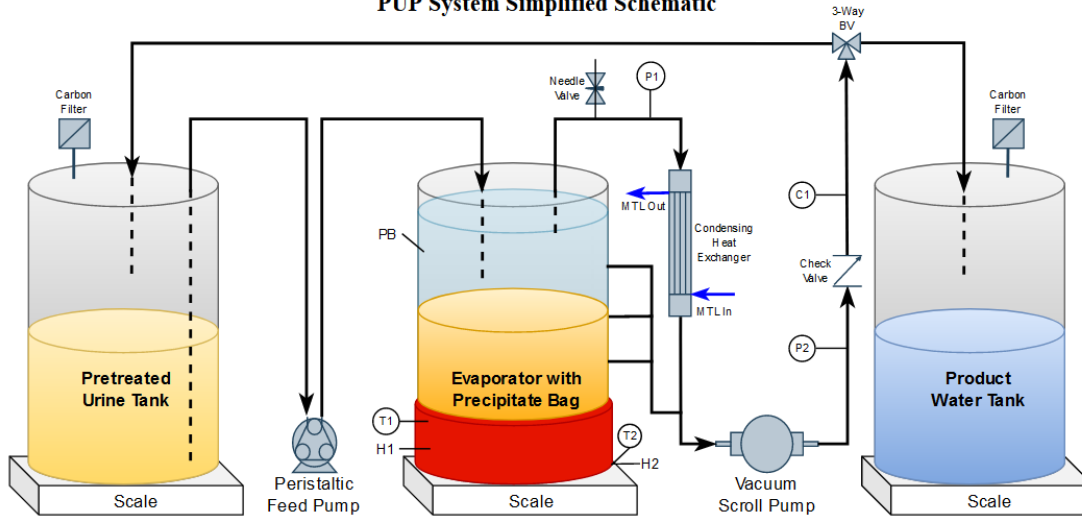 PUP System Simplified Schematic
3-Way
BV
Carbon
Filter
Needle
Valve
P1
Carbon
Filter
MTL Out
C1
PB
Condensing
Heat
Exchanger
Check
Valve
MTL In
P2
Pretreated
Urine Tank
Evaporator with
Precipitate Bag
Product
Water Tank
T1
T2
H1
H2
Peristaltic
Feed Pump
Vacuum
Scroll Pump
Scale
Scale
Scale